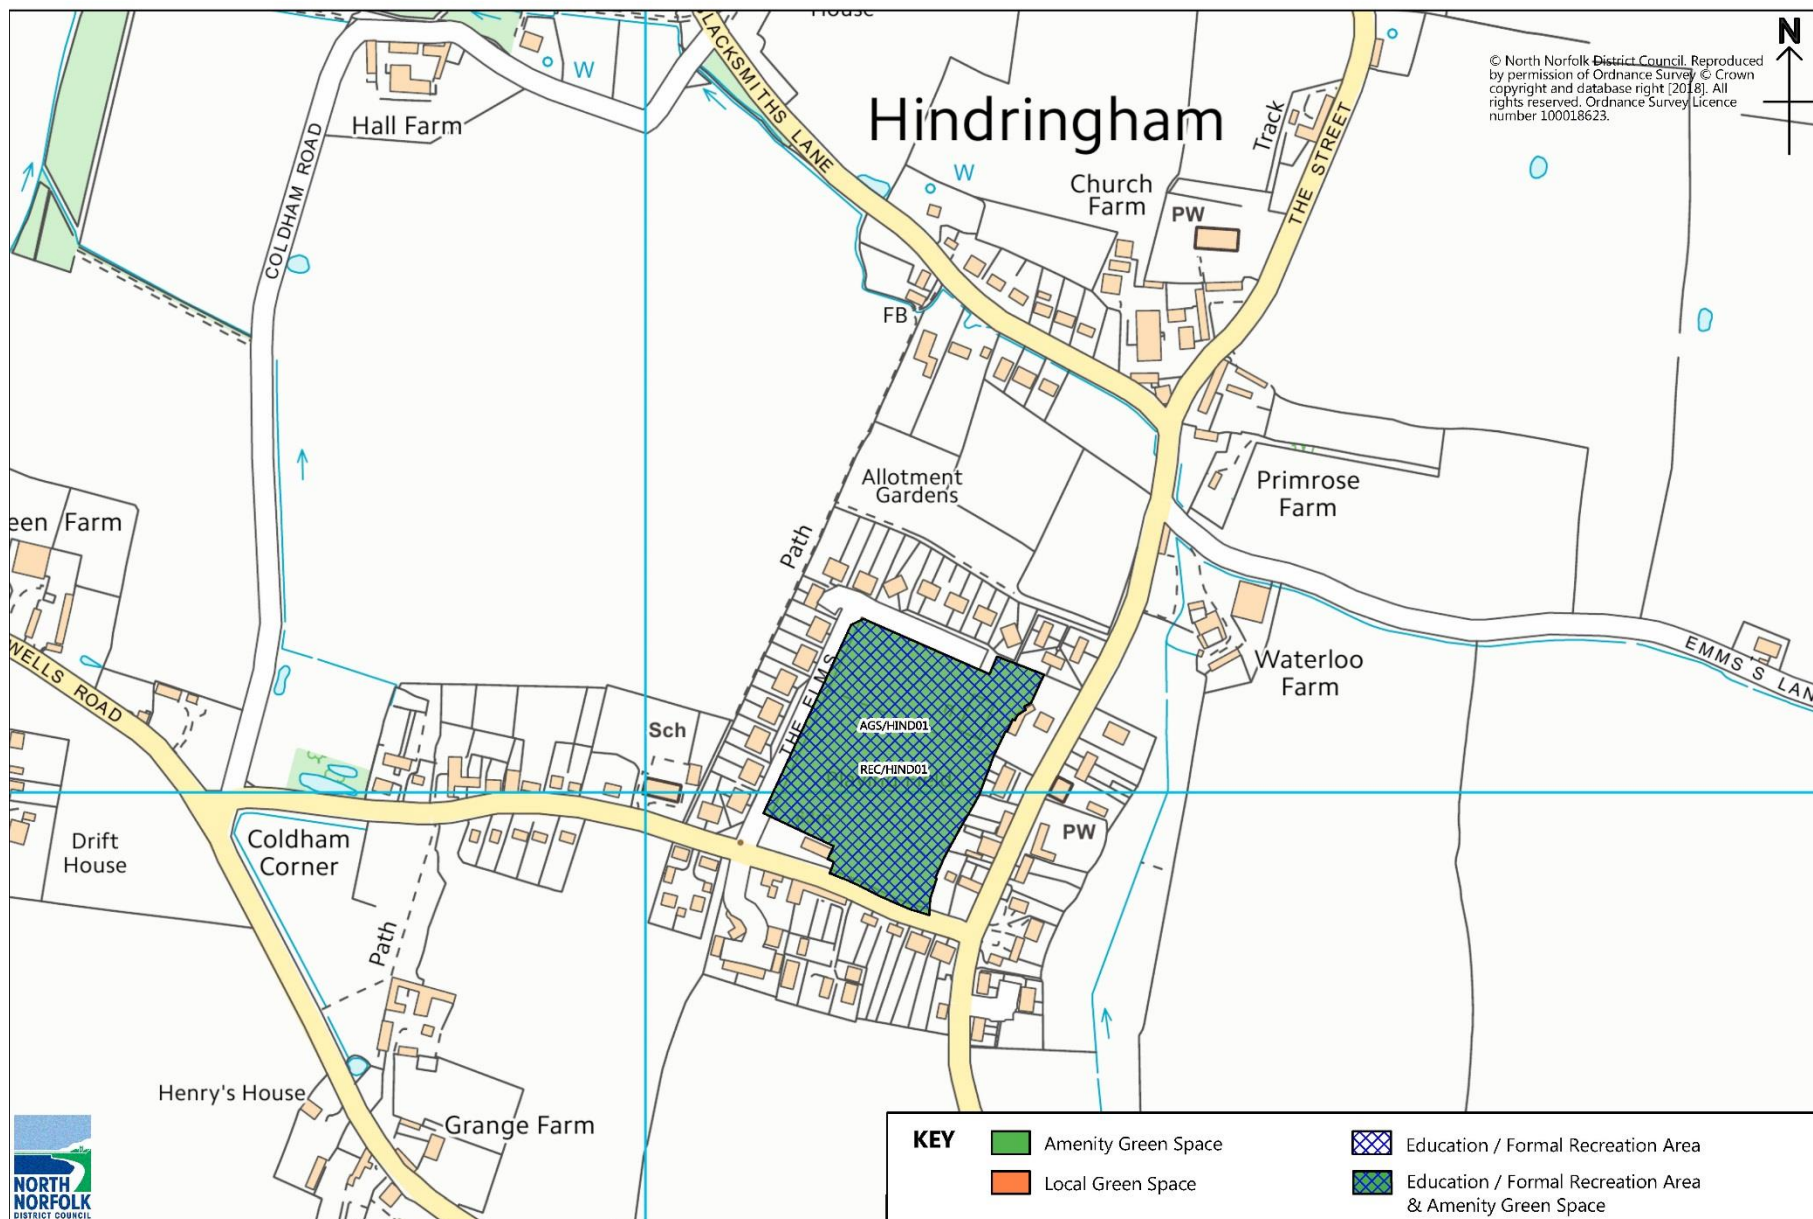 N
© North Norfolk District Council. Reproduced
by permission of Ordnance Survey © Crown
copyright and database right [2018]. All
rights reserved. Ordnance Survey Licence
number 100018623.
House
W
BLACKSMITHS LANE
Hindringham
Hall Farm
COLDHAM ROAD
Track
THE STREET
W
Church
Farm
PW
FB
Allotment
Gardens
Primrose
Farm
een Farm
Path
WELLS ROAD
EMM'S LAN
Waterloo
Farm
THE ELMS
Sch
AGS/HIND01
REC/HIND01
Drift
House
Coldham
Corner
PW
Path
Henry's House
Grange Farm
KEY
Amenity Green Space
Local Green Space
Education / Formal Recreation Area
Education / Formal Recreation Area
& Amenity Green Space
NORTH
NORFOLK
DISTRICT COUNCIL